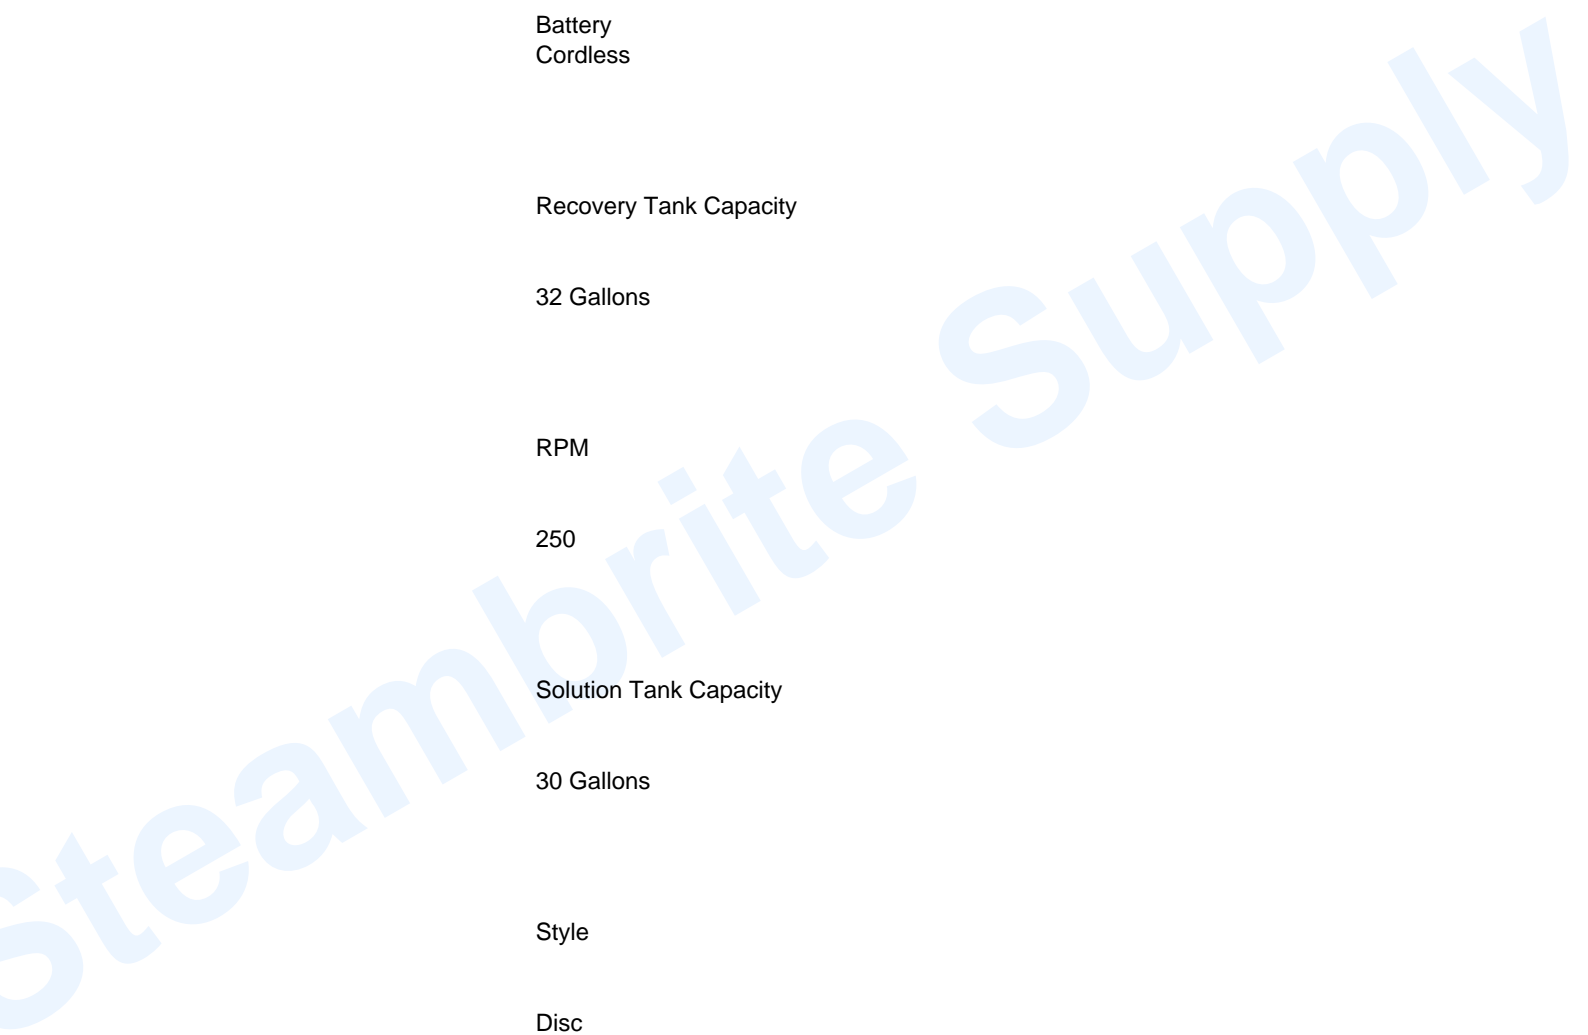 Battery
Cordless
Recovery Tank Capacity
32 Gallons
RPM
250
Solution Tank Capacity
30 Gallons
Style
Disc
Steambrite Supply